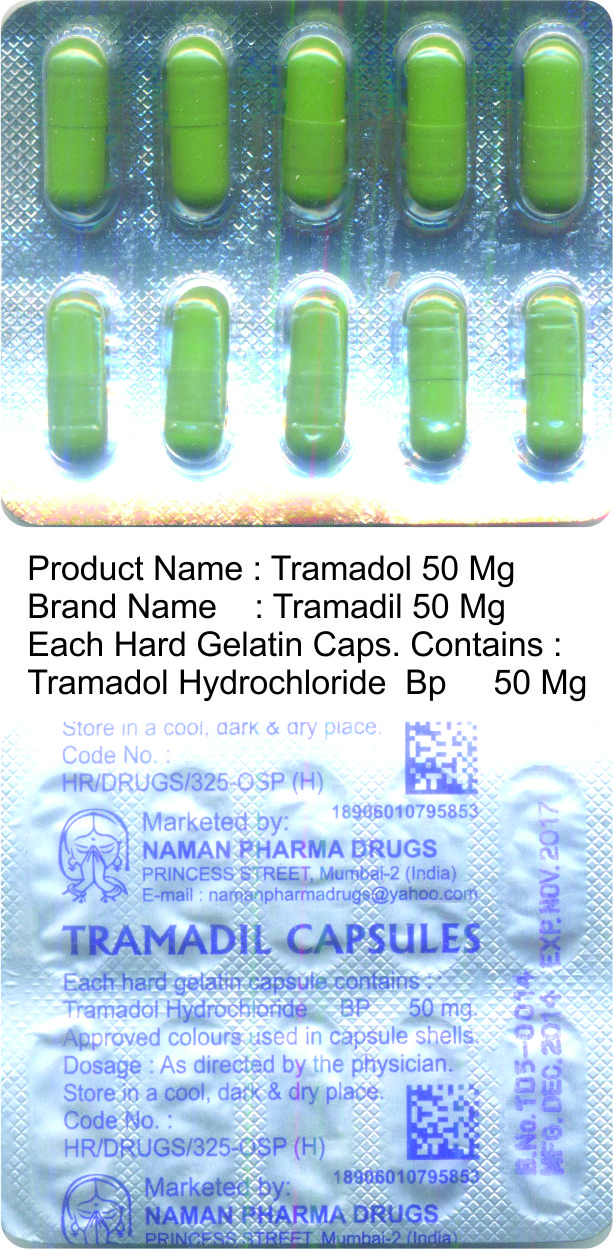 Product Name : Tramadol 50 Mg
Brand Name : Tramadil 50 Mg
Each Hard Gelatin Caps. Contains :
Tramadol Hydrochloride Bp 50 Mg
Store in a cool, dark & dry place.
Code No. :
HR/DRUGS/325-OSP (H)
18906010795853
Marketed by:
NAMAN PHARMA DRUGS
PRINCESS STREET, Mumbai-2 (India)
E-mail : namanpharmadrugs@yahoo.com
TRAMADIL CAPSULES
Each hard gelatin capsule contains :
Tramadol Hydrochloride BP 50 mg.
Approved colours used in capsule shells.
Dosage : As directed by the physician.
Store in a cool, dark & dry place.
Code No. :
HR/DRUGS/325-OSP (H)
18906010795853
Marketed by:
NAMAN PHARMA DRUGS
PRINCESS STREET, Mumbai-2 (India)
B.No. TDS-0014
MFG. DEC. 2014 EXP. NOV. 2017